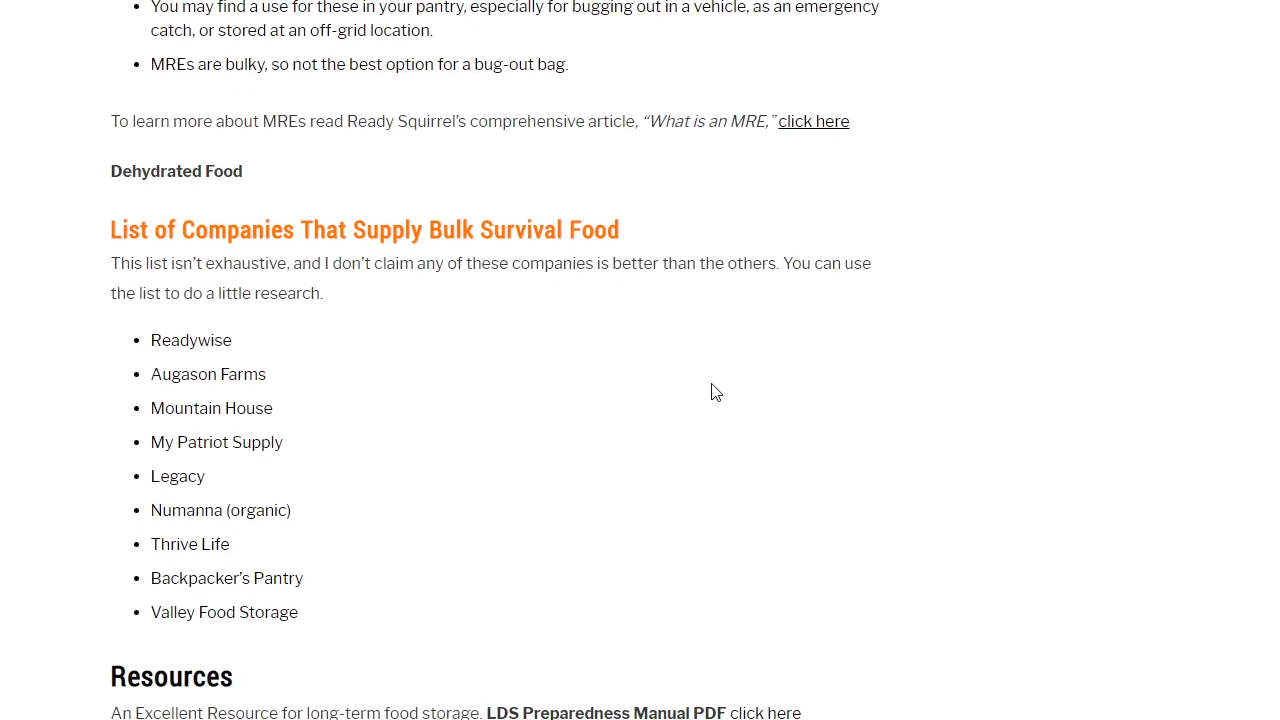 You may find a use for these in your pantry, especially for bugging out in a vehicle, as an emergency
catch, or stored at an off-grid location.
MREs are bulky, so not the best option for a bug-out bag.
To learn more about MREs read Ready Squirrel’s comprehensive article, “What is an MRE,” click here
Dehydrated Food
List of Companies That Supply Bulk Survival Food
This list isn’t exhaustive, and I don’t claim any of these companies is better than the others. You can use
the list to do a little research.
Readywise
Augason Farms
Mountain House
My Patriot Supply
Legacy
Numanna (organic)
Thrive Life
Backpacker’s Pantry
Valley Food Storage
Resources
An Excellent Resource for long-term food storage. LDS Preparedness Manual PDF click here